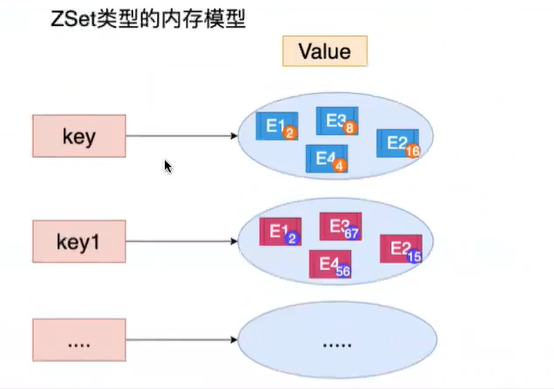 ZSet类型的内存模型
Value
key
E1 2
E3 8
E2 16
E4 4
key1
E1 2
E3 67
E2 15
E4 56
....
.....